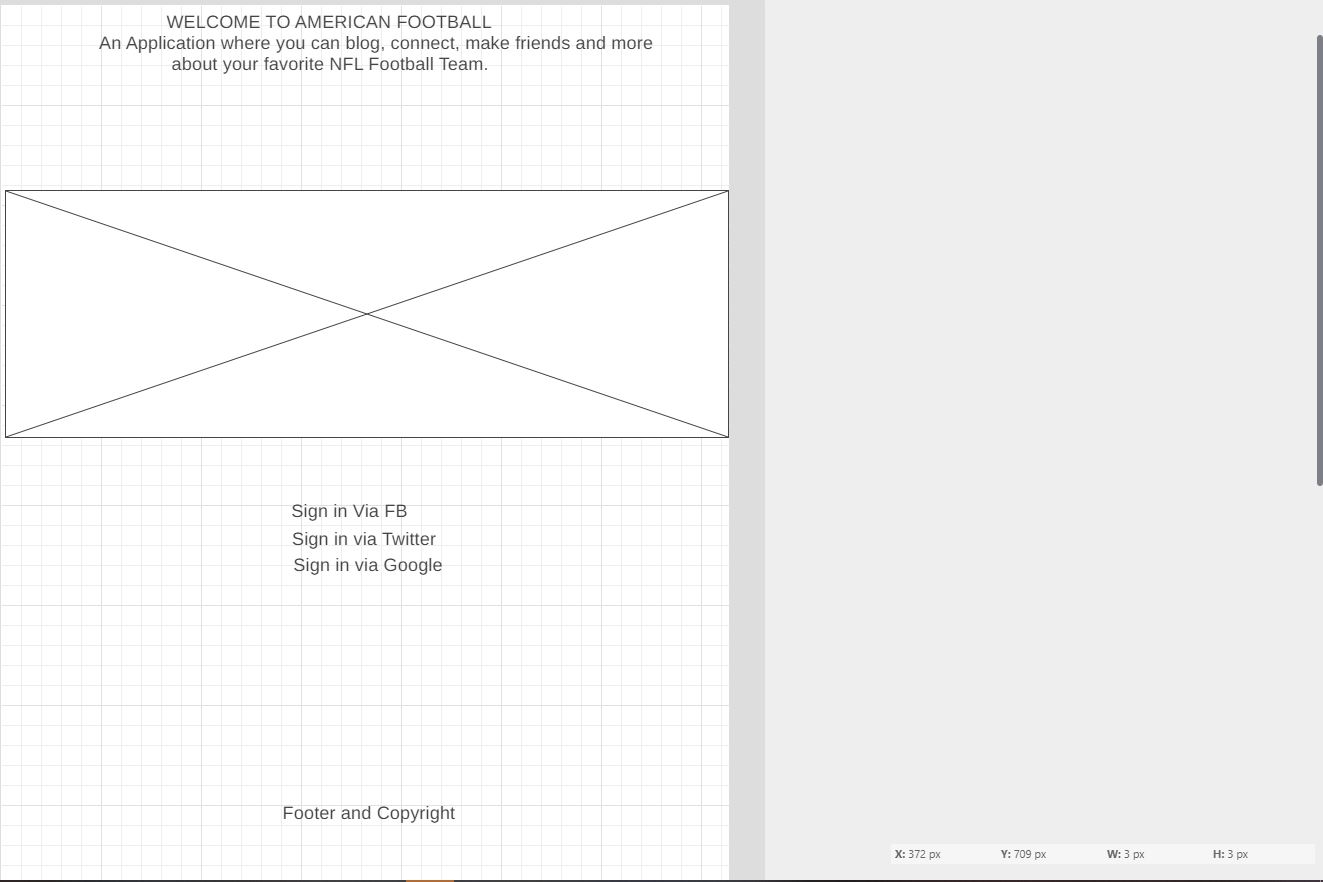 WELCOME TO AMERICAN FOOTBALL
An Application where you can blog, connect, make friends and more
about your favorite NFL Football Team.
Sign in Via FB
Sign in via Twitter
Sign in via Google
Footer and Copyright
X: 372 px Y: 709 px W: 3 px H: 3 px